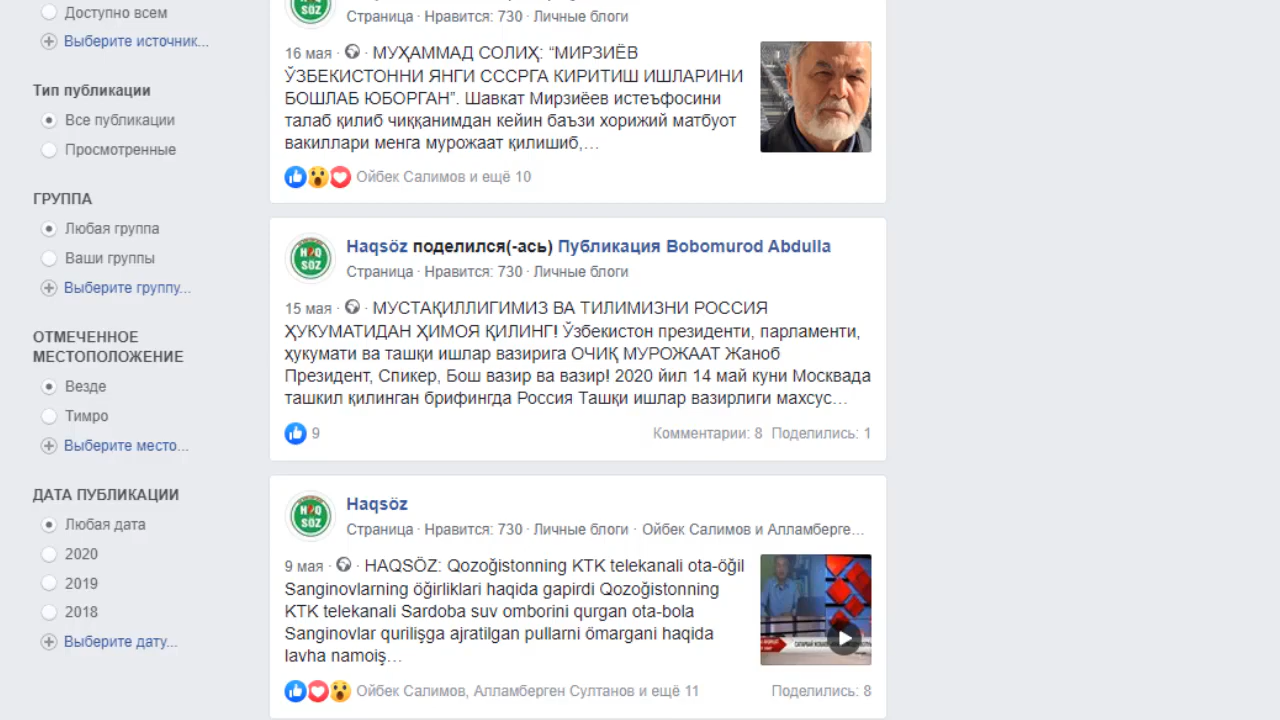 Доступно всем
Выберите источник...
Тип публикации
Все публикации
Просмотренные
ГРУППА
Любая группа
Ваши группы
Выберите группу...
ОТМЕЧЕННОЕ
МЕСТОПОЛОЖЕНИЕ
Везде
Тимро
Выберите место...
ДАТА ПУБЛИКАЦИИ
Любая дата
2020
2019
2018
Выберите дату...
SÖZ
Страница · Нравится: 730 · Личные блоги
16 мая · МУҲАММАД СОЛИҲ: “МИРЗИЁВ
ЎЗБЕКИСТОННИ ЯНГИ СССРГА КИРИТИШ ИШЛАРИНИ
БОШЛАБ ЮБОРГАН”. Шавкат Мирзиёев истеъфосини
талаб қилиб чиққанимдан кейин баъзи хорижий матбуот
вакиллари менга мурожаат қилишиб,…
Ойбек Салимов и ещё 10
HAQ
SÖZ
Haqsöz поделился(-ась) Публикация Bobomurod Abdulla
Страница · Нравится: 730 · Личные блоги
15 мая · МУСТАҚИЛЛИГИМИЗ ВА ТИЛИМИЗНИ РОССИЯ
ҲУКУМАТИДАН ҲИМОЯ ҚИЛИНГ! Ўзбекистон президенти, парламенти,
ҳукумати ва ташқи ишлар вазирига ОЧИҚ МУРОЖААТ Жаноб
Президент, Спикер, Бош вазир ва вазир! 2020 йил 14 май куни Москвада
ташкил қилинган брифингда Россия Ташқи ишлар вазирлиги махсус…
9
Комментарии: 8 Поделились: 1
HAQ
SÖZ
Haqsöz
Страница · Нравится: 730 · Личные блоги · Ойбек Салимов и Алламберге…
9 мая · HAQSÖZ: Qozoğistonning KTK telekanali ota-öğil
Sanginovlarning öğirliklari haqida gapirdi Qozoğistonning
KTK telekanali Sardoba suv omborini qurgan ota-bola
Sanginovlar qurilişga ajratilgan pullarni ömargani haqida
lavha namoiş…
Ойбек Салимов, Алламберген Султанов и ещё 11
Поделились: 8